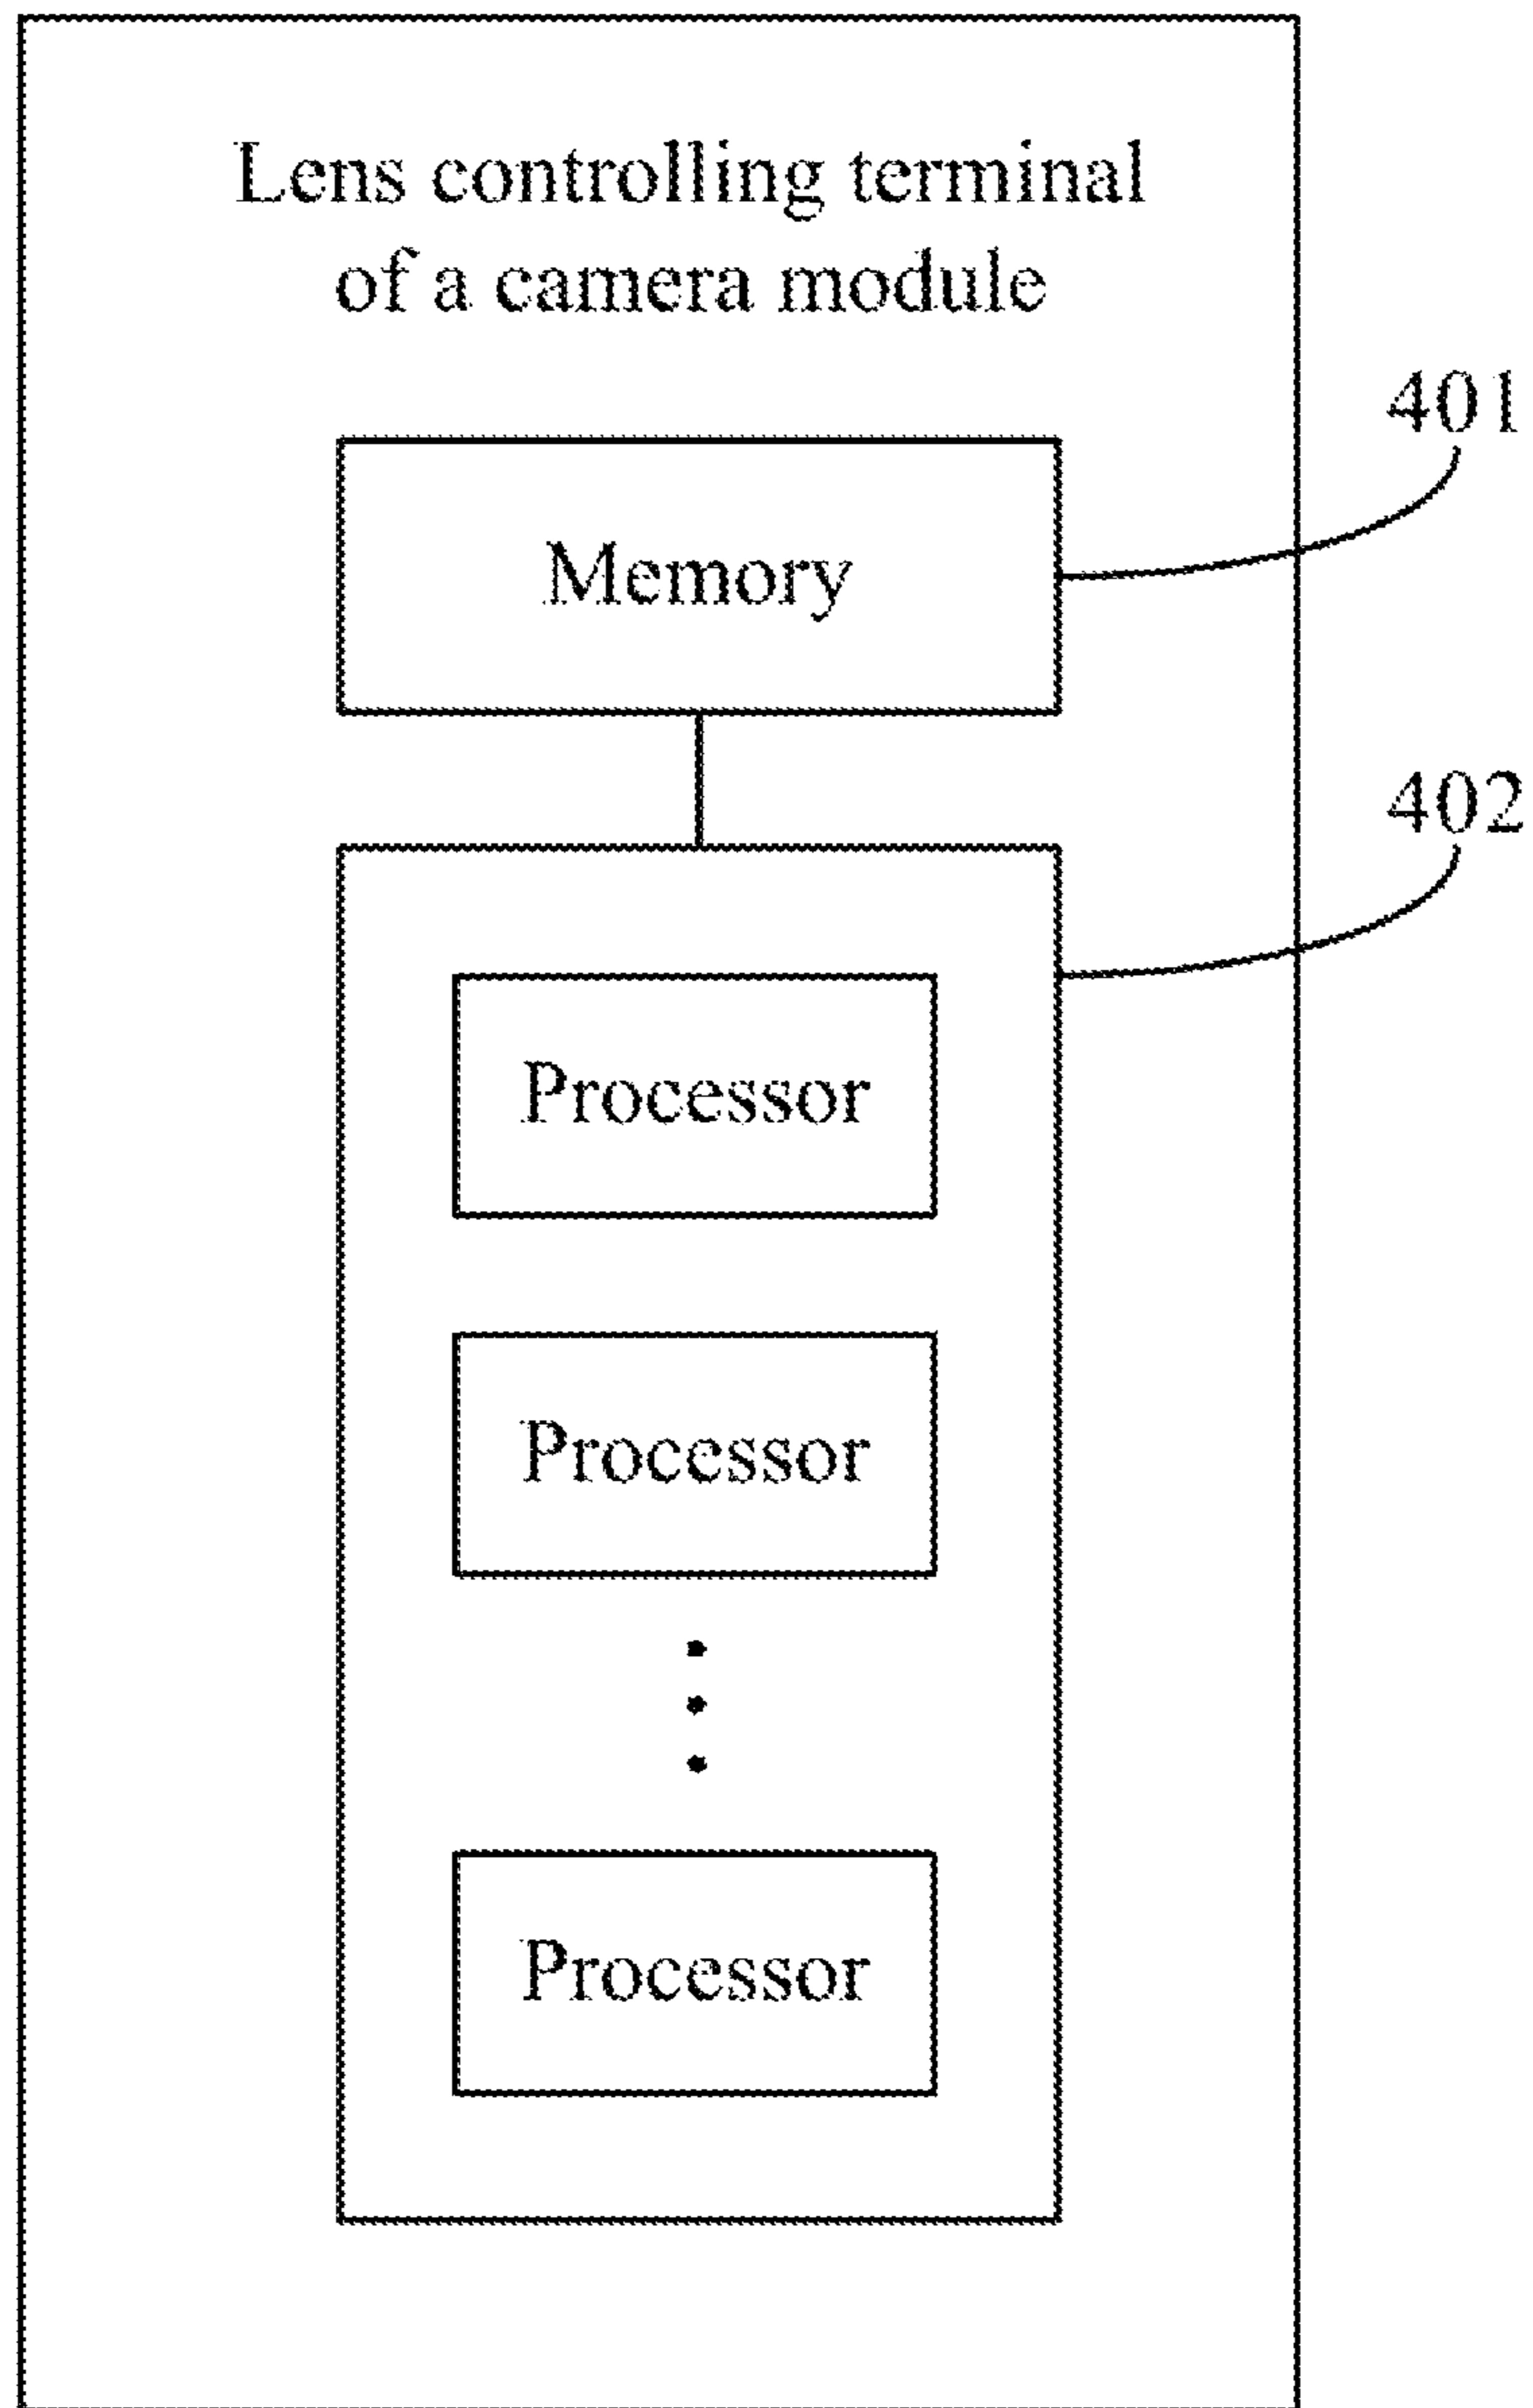 Lens controlling terminal
of a camera module
401
Memory
402
Processor
Processor
Processor